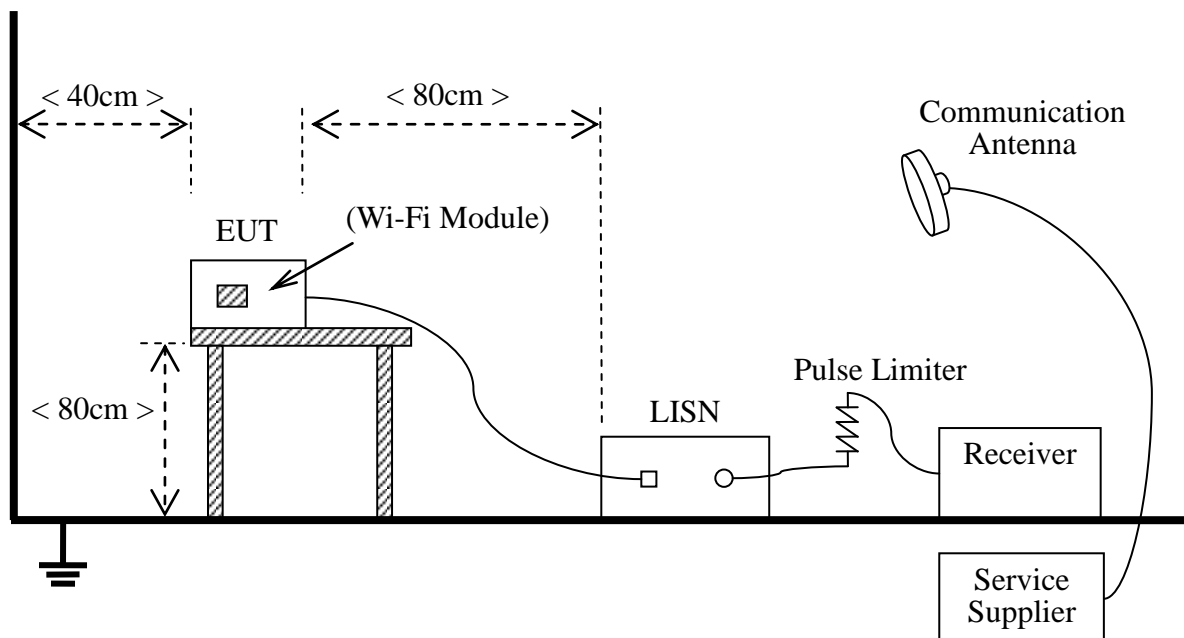 < 40cm >
< 80cm >
Communication
Antenna
(Wi-Fi Module)
EUT
Pulse Limiter
< 80cm >
LISN
Receiver
Service
Supplier